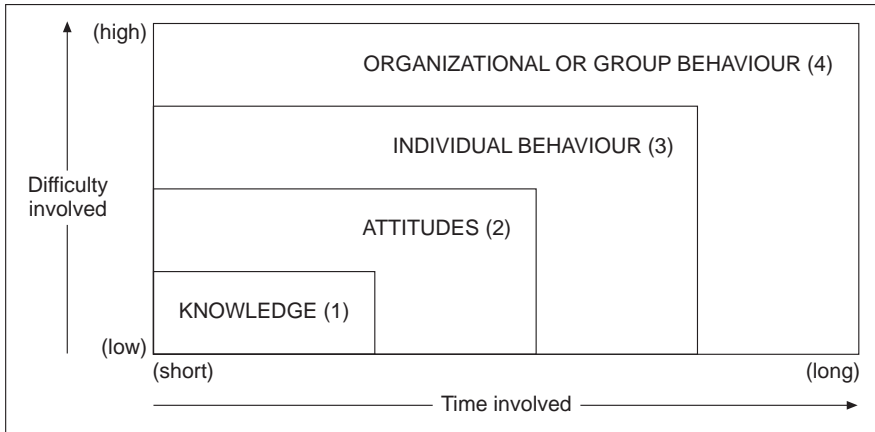 (high)
ORGANIZATIONAL OR GROUP BEHAVIOUR (4)
INDIVIDUAL BEHAVIOUR (3)
Difficulty
involved
ATTITUDES (2)
KNOWLEDGE (1)
(low)
(short)
(long)
Time involved